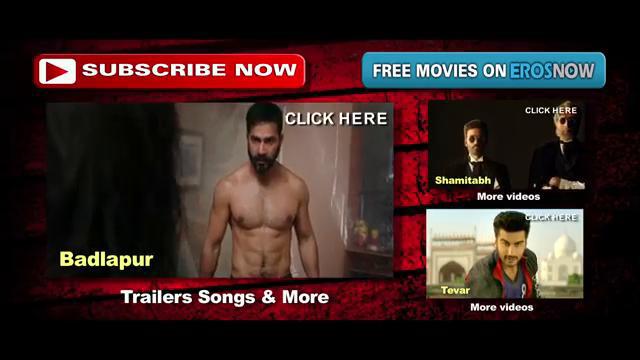 SUBSCRIBE NOW
FREE MOVIES ON EROSNOW
CLICK HERE
Badlapur
Trailers Songs & More
CLICK HERE
Shamitabh
More videos
CLICK HERE
Tevar
More videos